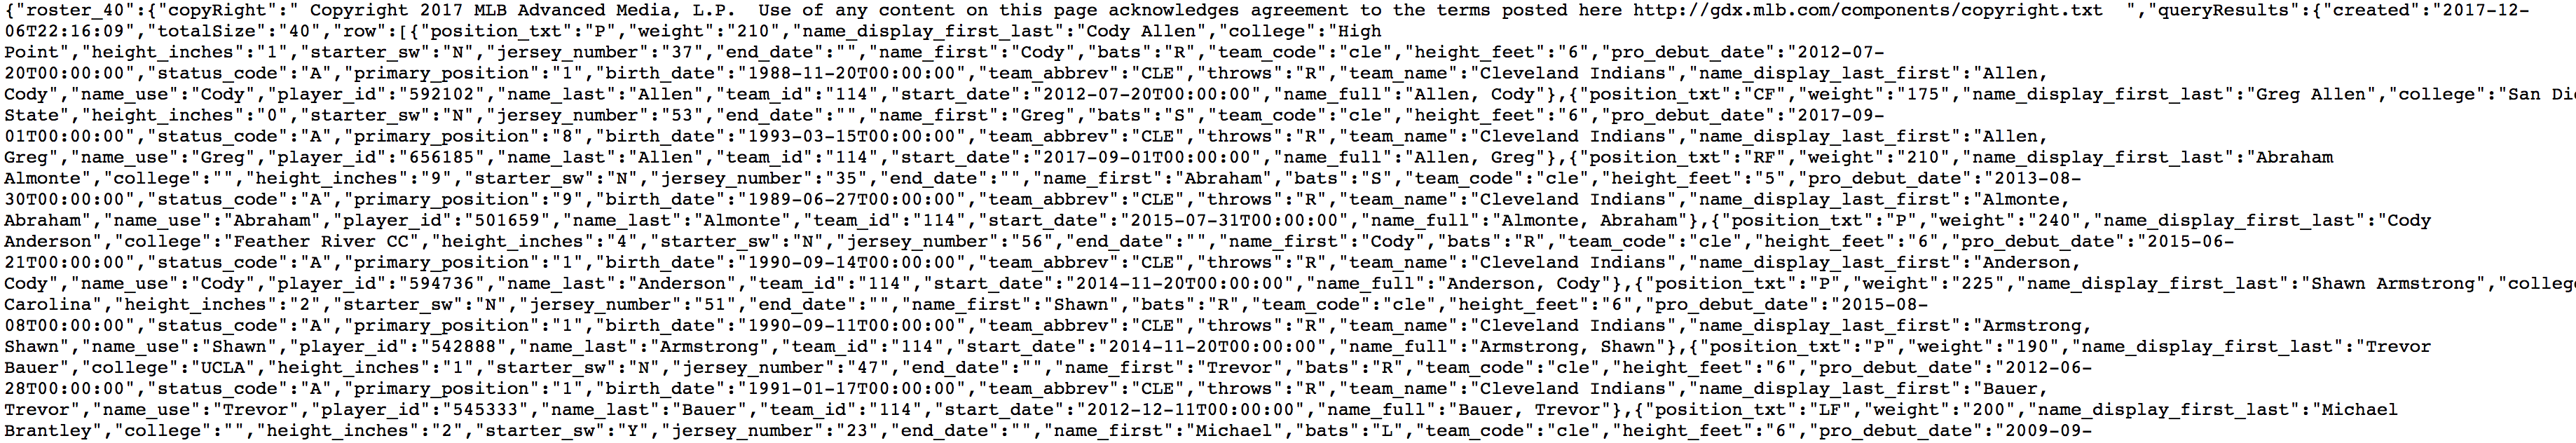 {"roster_40":{"copyRight":" Copyright 2017 MLB Advanced Media, L.P.  Use of any content on this page acknowledges agreement to the terms posted here http://gdx.mlb.com/components/copyright.txt  ","queryResults":{"created":"2017-12-
06T22:16:09","totalSize":"40","row":[{"position_txt":"P","weight":"210","name_display_first_last":"Cody Allen","college":"High
Point","height_inches":"1","starter_sw":"N","jersey_number":"37","end_date":"","name_first":"Cody","bats":"R","team_code":"cle","height_feet":"6","pro_debut_date":"2012-07-
20T00:00:00","status_code":"A","primary_position":"1","birth_date":"1988-11-20T00:00:00","team_abbrev":"CLE","throws":"R","team_name":"Cleveland Indians","name_display_last_first":"Allen,
Cody","name_use":"Cody","player_id":"592102","name_last":"Allen","team_id":"114","start_date":"2012-07-20T00:00:00","name_full":"Allen, Cody"},{"position_txt":"CF","weight":"175","name_display_first_last":"Greg Allen","college":"San Die
State","height_inches":"0","starter_sw":"N","jersey_number":"53","end_date":"","name_first":"Greg","bats":"S","team_code":"cle","height_feet":"6","pro_debut_date":"2017-09-
01T00:00:00","status_code":"A","primary_position":"8","birth_date":"1993-03-15T00:00:00","team_abbrev":"CLE","throws":"R","team_name":"Cleveland Indians","name_display_last_first":"Allen,
Greg","name_use":"Greg","player_id":"656185","name_last":"Allen","team_id":"114","start_date":"2017-09-01T00:00:00","name_full":"Allen, Greg"},{"position_txt":"RF","weight":"210","name_display_first_last":"Abraham
Almonte","college":"","height_inches":"9","starter_sw":"N","jersey_number":"35","end_date":"","name_first":"Abraham","bats":"S","team_code":"cle","height_feet":"5","pro_debut_date":"2013-08-
30T00:00:00","status_code":"A","primary_position":"9","birth_date":"1989-06-27T00:00:00","team_abbrev":"CLE","throws":"R","team_name":"Cleveland Indians","name_display_last_first":"Almonte,
Abraham","name_use":"Abraham","player_id":"501659","name_last":"Almonte","team_id":"114","start_date":"2015-07-31T00:00:00","name_full":"Almonte, Abraham"},{"position_txt":"P","weight":"240","name_display_first_last":"Cody
Anderson","college":"Feather River CC","height_inches":"4","starter_sw":"N","jersey_number":"56","end_date":"","name_first":"Cody","bats":"R","team_code":"cle","height_feet":"6","pro_debut_date":"2015-06-
21T00:00:00","status_code":"A","primary_position":"1","birth_date":"1990-09-14T00:00:00","team_abbrev":"CLE","throws":"R","team_name":"Cleveland Indians","name_display_last_first":"Anderson,
Cody","name_use":"Cody","player_id":"594736","name_last":"Anderson","team_id":"114","start_date":"2014-11-20T00:00:00","name_full":"Anderson, Cody"},{"position_txt":"P","weight":"225","name_display_first_last":"Shawn Armstrong","college
Carolina","height_inches":"2","starter_sw":"N","jersey_number":"51","end_date":"","name_first":"Shawn","bats":"R","team_code":"cle","height_feet":"6","pro_debut_date":"2015-08-
08T00:00:00","status_code":"A","primary_position":"1","birth_date":"1990-09-11T00:00:00","team_abbrev":"CLE","throws":"R","team_name":"Cleveland Indians","name_display_last_first":"Armstrong,
Shawn","name_use":"Shawn","player_id":"542888","name_last":"Armstrong","team_id":"114","start_date":"2014-11-20T00:00:00","name_full":"Armstrong, Shawn"},{"position_txt":"P","weight":"190","name_display_first_last":"Trevor
Bauer","college":"UCLA","height_inches":"1","starter_sw":"N","jersey_number":"47","end_date":"","name_first":"Trevor","bats":"R","team_code":"cle","height_feet":"6","pro_debut_date":"2012-06-
28T00:00:00","status_code":"A","primary_position":"1","birth_date":"1991-01-17T00:00:00","team_abbrev":"CLE","throws":"R","team_name":"Cleveland Indians","name_display_last_first":"Bauer,
Trevor","name_use":"Trevor","player_id":"545333","name_last":"Bauer","team_id":"114","start_date":"2012-12-11T00:00:00","name_full":"Bauer, Trevor"},{"position_txt":"LF","weight":"200","name_display_first_last":"Michael
Brantley","college":"","height_inches":"2","starter_sw":"Y","jersey_number":"23","end_date":"","name_first":"Michael","bats":"L","team_code":"cle","height_feet":"6","pro_debut_date":"2009-09-